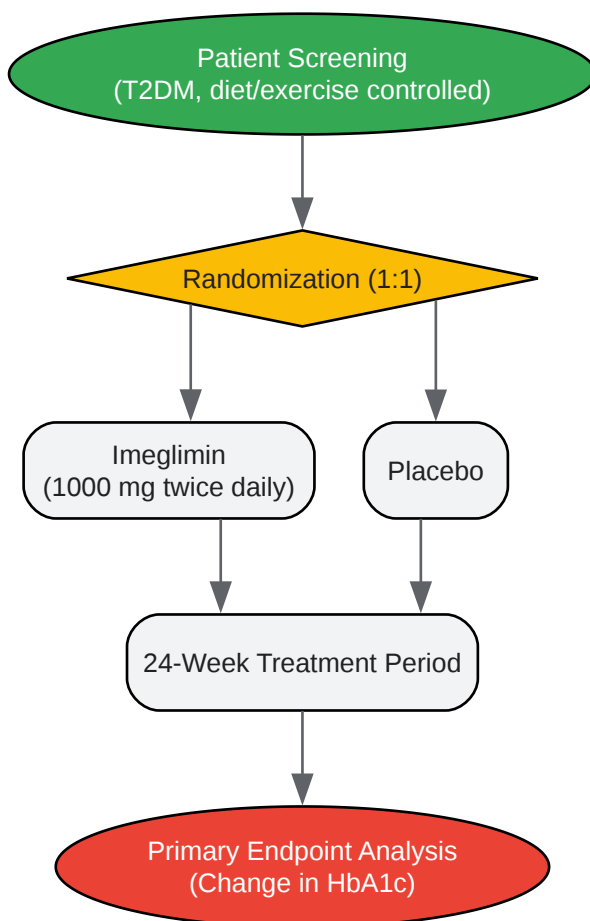 Patient Screening
(T2DM, diet/exercise controlled)
Randomization (1:1)
Imeglimin
(1000 mg twice daily)
Placebo
24-Week Treatment Period
Primary Endpoint Analysis
(Change in HbA1c)